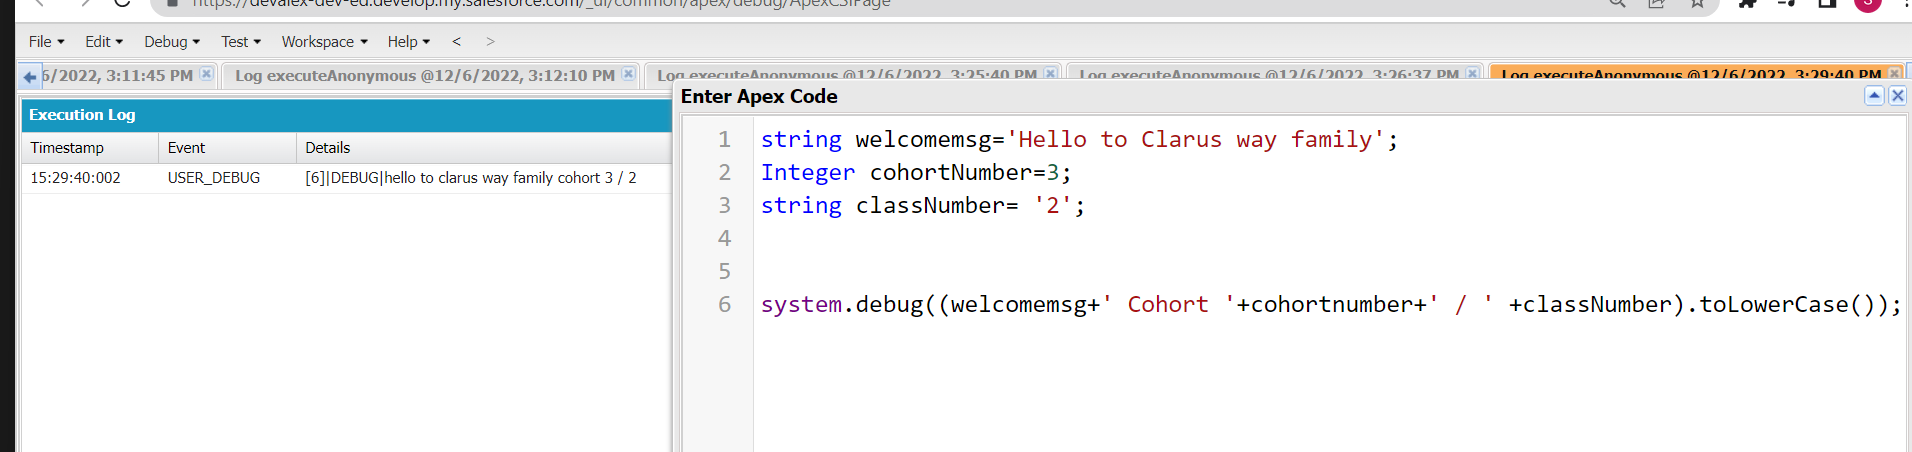 https://devalex-dev-ed.develop.my.salesforce.com/_ui/common/apex/debug/ApexCSIPage
File Edit Debug Test Workspace Help < >
6/2022, 3:11:45 PM Log executeAnonymous @12/6/2022, 3:12:10 PM Log executeAnonymous @12/6/2022, 3:25:40 PM Log executeAnonymous @12/6/2022, 3:26:37 PM Log executeAnonymous @12/6/2022, 3:29:40 PM
Execution Log
Timestamp Event Details
15:29:40:002 USER_DEBUG [6]|DEBUG|hello to clarus way family cohort 3 / 2
Enter Apex Code
1 string welcomemsg='Hello to Clarus way family';
2 Integer cohortNumber=3;
3 string classNumber= '2';
4
5
6 system.debug((welcomemsg+' Cohort '+cohortnumber+' / ' +classNumber).toLowerCase());